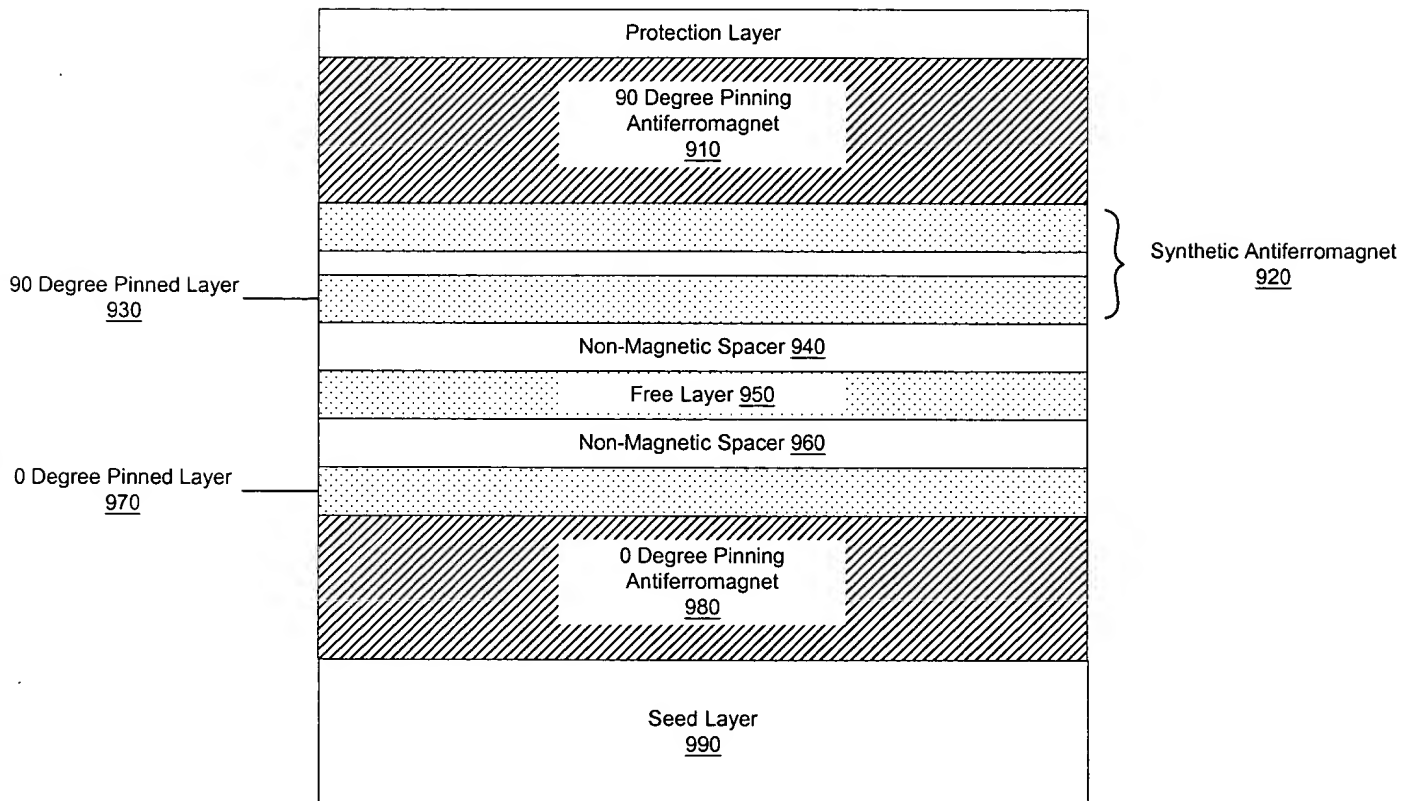 Protection Layer
90 Degree Pinning
Antiferromagnet
910
Synthetic Antiferromagnet
920
90 Degree Pinned Layer
930
Non-Magnetic Spacer 940
Free Layer 950
Non-Magnetic Spacer 960
0 Degree Pinned Layer
970
0 Degree Pinning
Antiferromagnet
980
Seed Layer
990